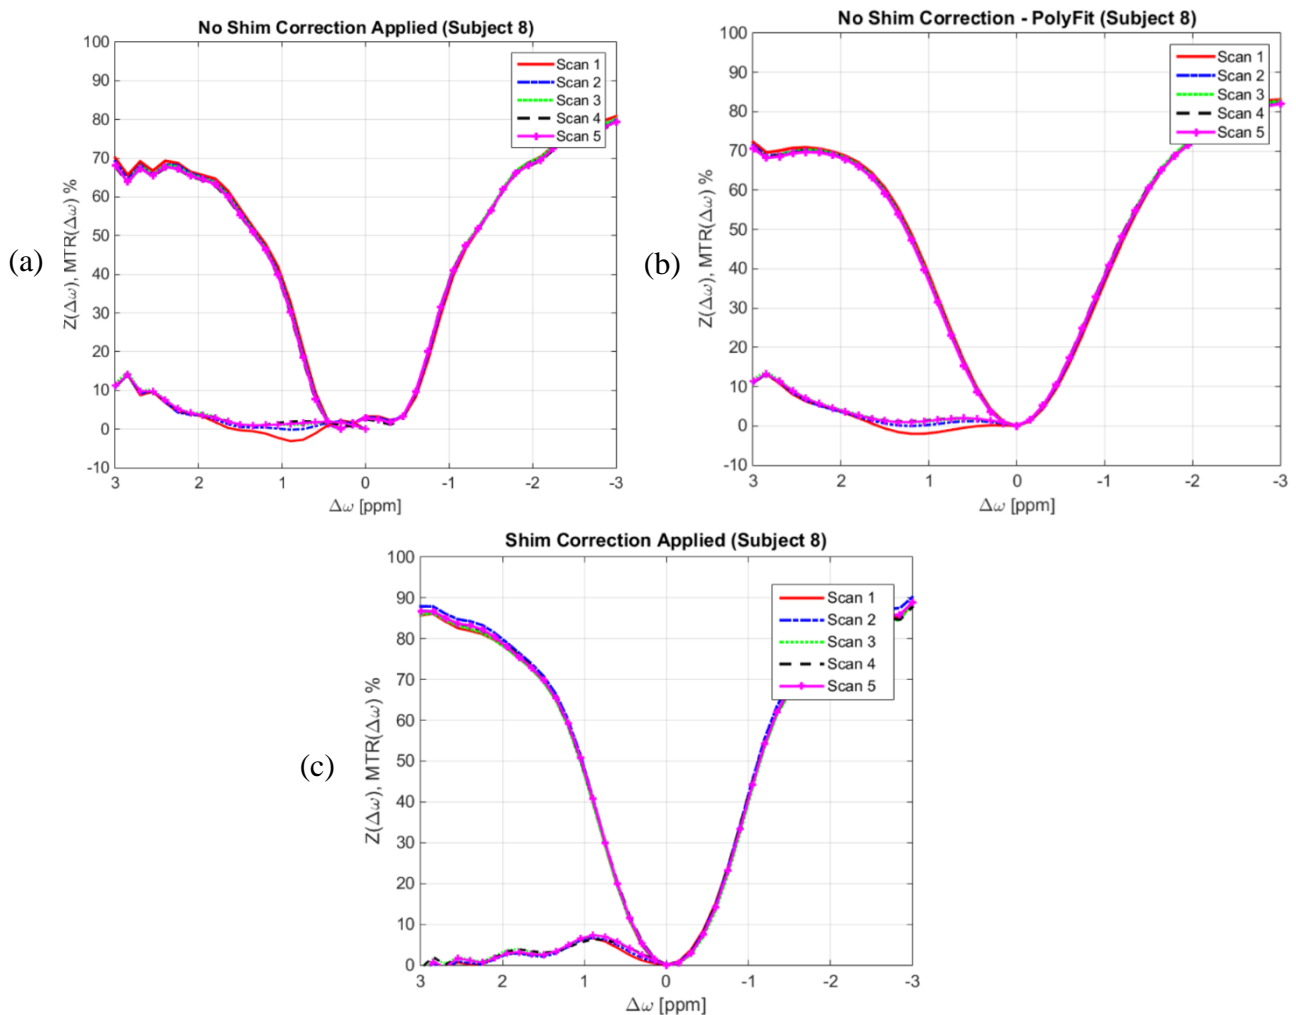 No Shim Correction Applied (Subject 8)
100
90
80
70
60
50
40
30
20
10
0
-10
3
2
1
0
-1
-2
-3
Z(Δω), MTR(Δω) %
Δω [ppm]
Scan 1
Scan 2
Scan 3
Scan 4
Scan 5
(a)
No Shim Correction - PolyFit (Subject 8)
100
90
80
70
60
50
40
30
20
10
0
-10
3
2
1
0
-1
-2
-3
Z(Δω), MTR(Δω) %
Δω [ppm]
Scan 1
Scan 2
Scan 3
Scan 4
Scan 5
(b)
Shim Correction Applied (Subject 8)
100
90
80
70
60
50
40
30
20
10
0
3
2
1
0
-1
-2
-3
Z(Δω), MTR(Δω) %
Δω [ppm]
Scan 1
Scan 2
Scan 3
Scan 4
Scan 5
(c)